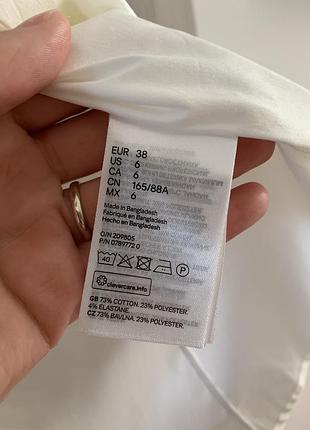 EUR 38
US 6
CA 6
CN 165/88A
MX 6
Made in Bangladesh
Fabriqué en Bangladesh
Hecho en Bangladesh
O/N 209805
P/N 0789772 0
40
P
clevercare.info
GB 73% COTTON. 23% POLYESTER.
4% ELASTANE.
CZ 73% BAVLNA. 23% POLYESTER.